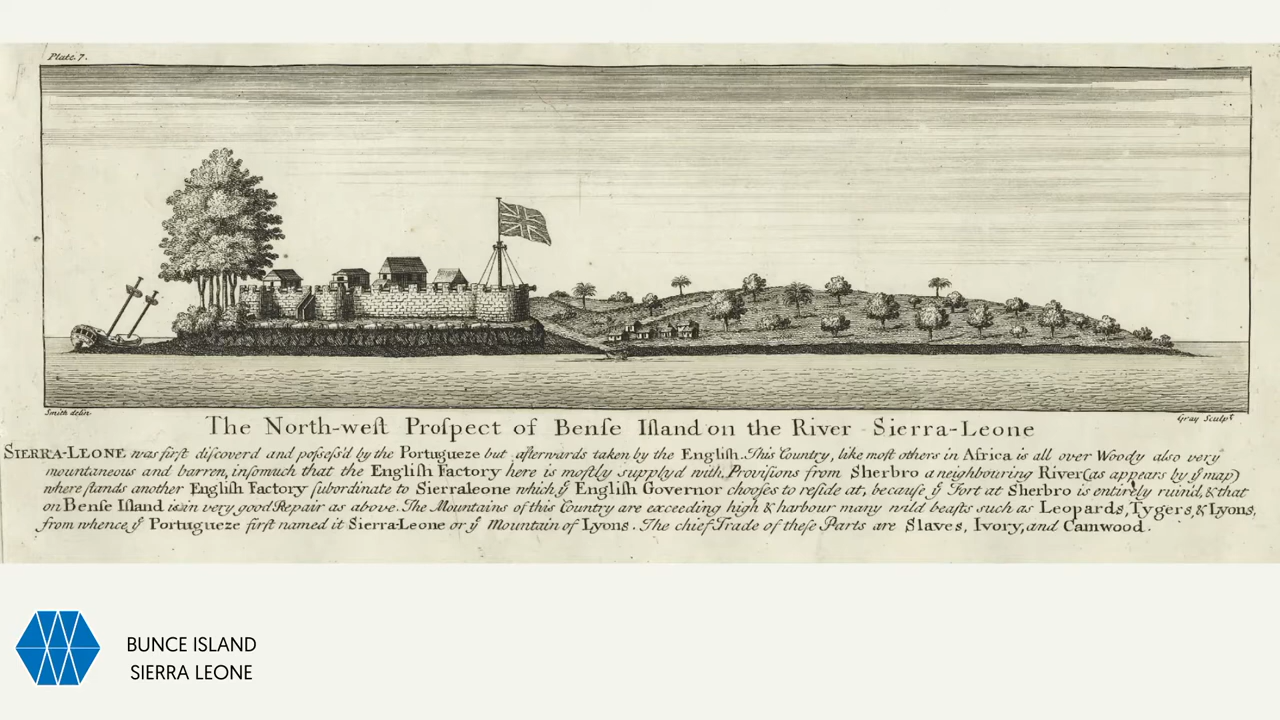 Plate. 7.
Smith delin
Gray Sculpᵗ
The North-weſt Proſpect of Benſe Iſland on the River Sierra-Leone
SIERRA-LEONE was firſt diſcoverd and poſseſs'd by the Portugueze but afterwards taken by the Engliſh. This Country, like moſt others in Africa is all over Woody alſo very
mountaneous and barren, inſomuch that the Engliſh Factory here is moſtly ſupplyd with Proviſions from Sherbro a neighbouring River (as appears by yͤ map)
where ſtands another Engliſh Factory ſubordinate to Sierraleone which yͤ Engliſh Governor chooſes to reſide at, becauſe yͤ Fort at Sherbro is entirely ruind, & that
on Benſe Iſland is in very good Repair as above. The Mountains of this Country are exceeding high & harbour many wild beaſts ſuch as Leopards, Tygers, & Lyons,
from whence yͤ Portugueze firſt named it Sierra-Leone or yͤ Mountain of Lyons. The chief Trade of theſe Parts are Slaves, Ivory, and Camwood.
BUNCE ISLAND
SIERRA LEONE